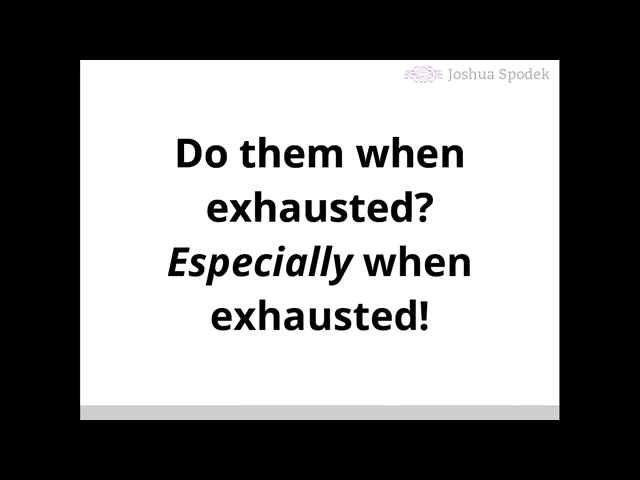 Joshua Spodek
Do them when
exhausted?
Especially when
exhausted!